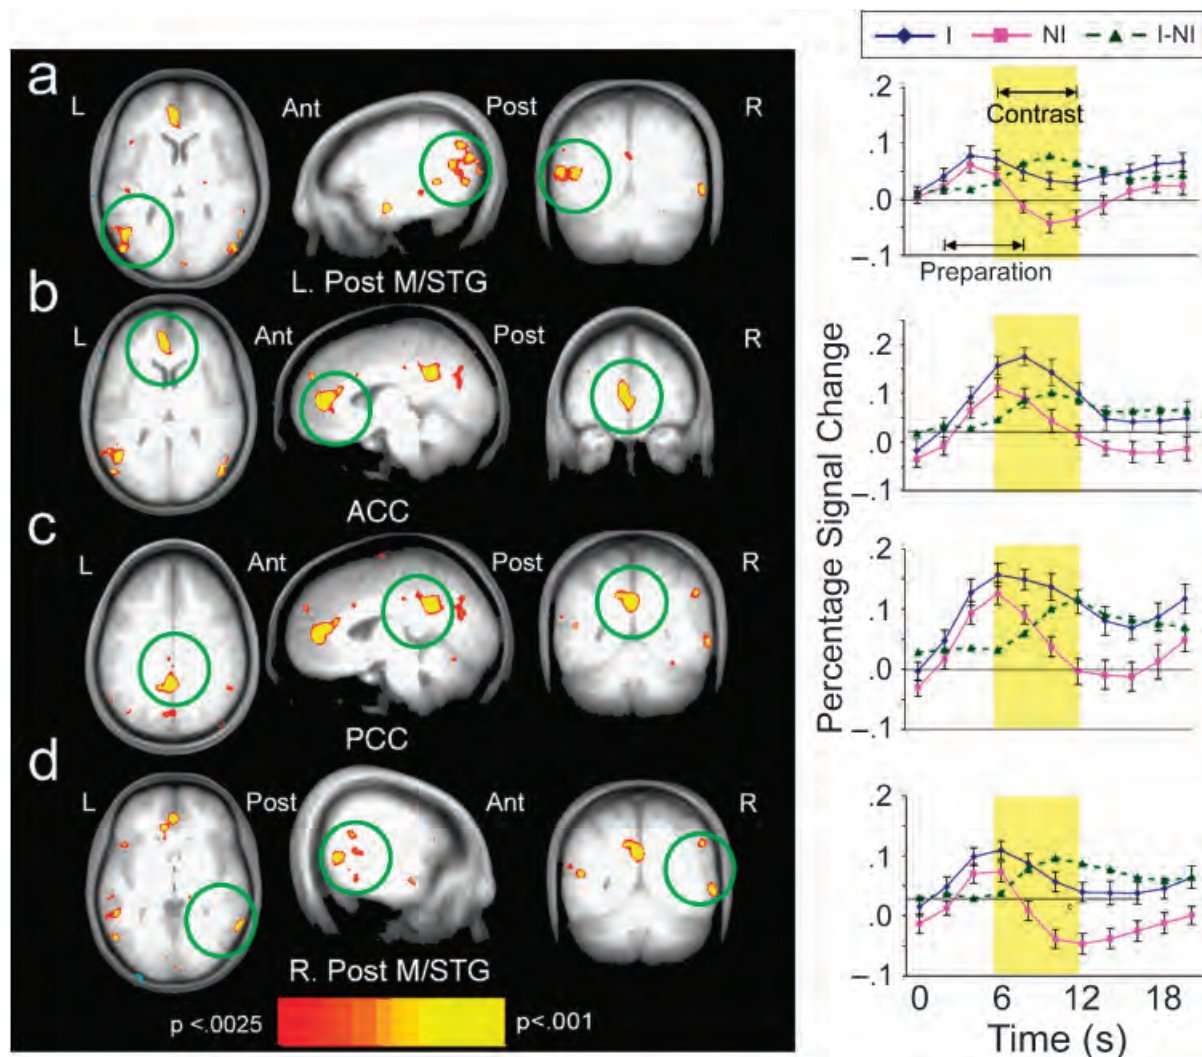 I NI I-NI
a
L Ant Post R
L. Post M/STG
.2
Contrast
.1
.0
–.1
Preparation
b
L Ant Post R
ACC
.2
.1
.0
–.1
c
L Ant Post R
PCC
.2
.1
.0
–.1
d
L Post Ant R
R. Post M/STG
p <.0025 p <.001
.2
.1
.0
–.1
Percentage Signal Change
0 6 12 18
Time (s)